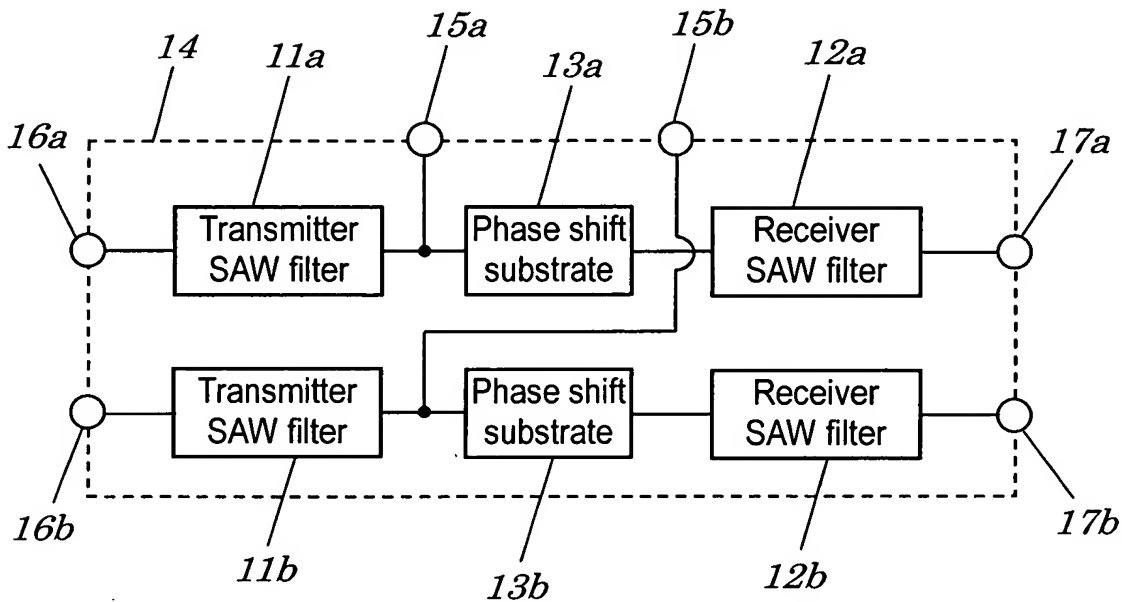 15a
15b
14
11a
13a
12a
16a
17a
Transmitter
SAW filter
Phase shift
substrate
Receiver
SAW filter
Transmitter
SAW filter
Phase shift
substrate
Receiver
SAW filter
16b
17b
11b
13b
12b